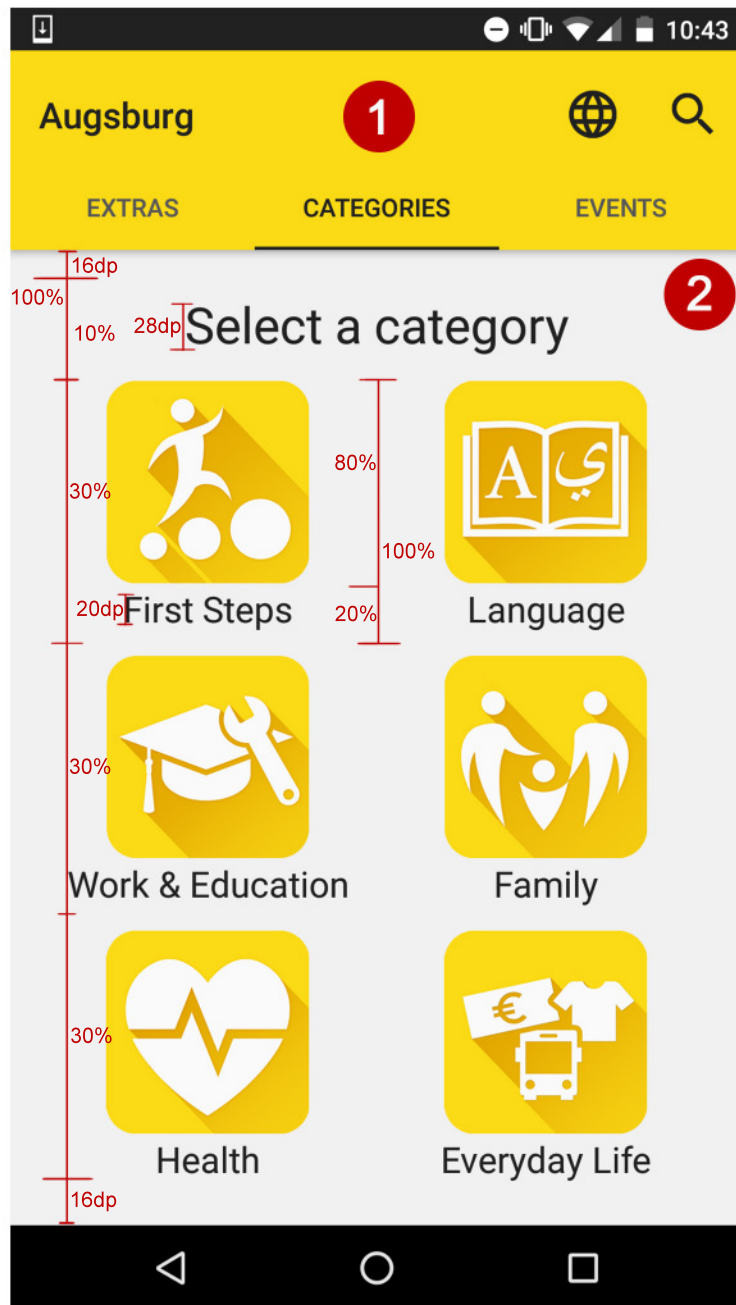 10:43
Augsburg 1
EXTRAS CATEGORIES EVENTS
16dp
2
100%
10% 28dp Select a category
80%
A ي
30%
100%
20dp First Steps 20% Language
30%
Work & Education Family
€
30%
Health Everyday Life
16dp